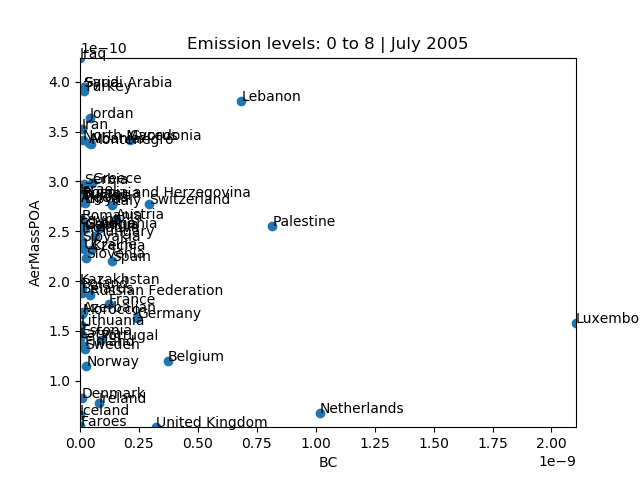 1e−10
Emission levels: 0 to 8 | July 2005
Iraq
4.0
Saudi Arabia
Turkey
Lebanon
Jordan
3.5
Iran
North Macedonia
Montenegro
3.0
Greece
Bosnia and Herzegovina
Italy
Switzerland
Romania
Austria
Palestine
2.5
Hungary
Slovakia
Ukraine
Slovenia
Spain
2.0
Kazakhstan
Russian Federation
France
Azerbaijan
Germany
Lithuania
Luxembo
1.5
Estonia
Portugal
Sweden
Belgium
Norway
1.0
Denmark
Ireland
Netherlands
Iceland
Faroes
United Kingdom
0.00 0.25 0.50 0.75 1.00 1.25 1.50 1.75 2.00
BC
1e−9
AerMassPOA